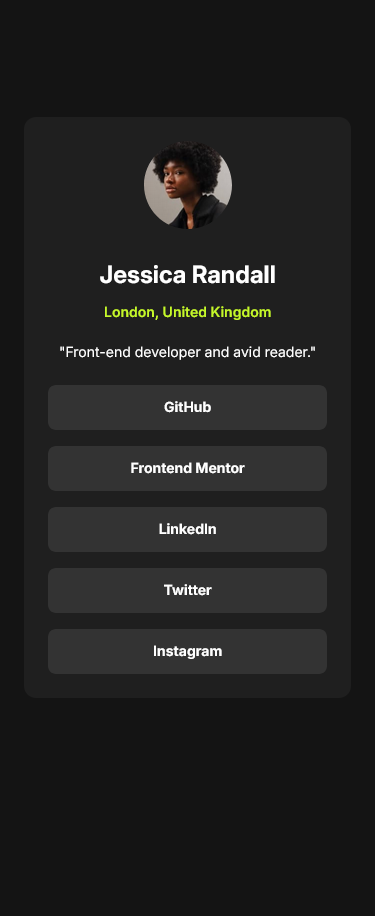 Jessica Randall
London, United Kingdom
"Front-end developer and avid reader."
GitHub
Frontend Mentor
LinkedIn
Twitter
Instagram